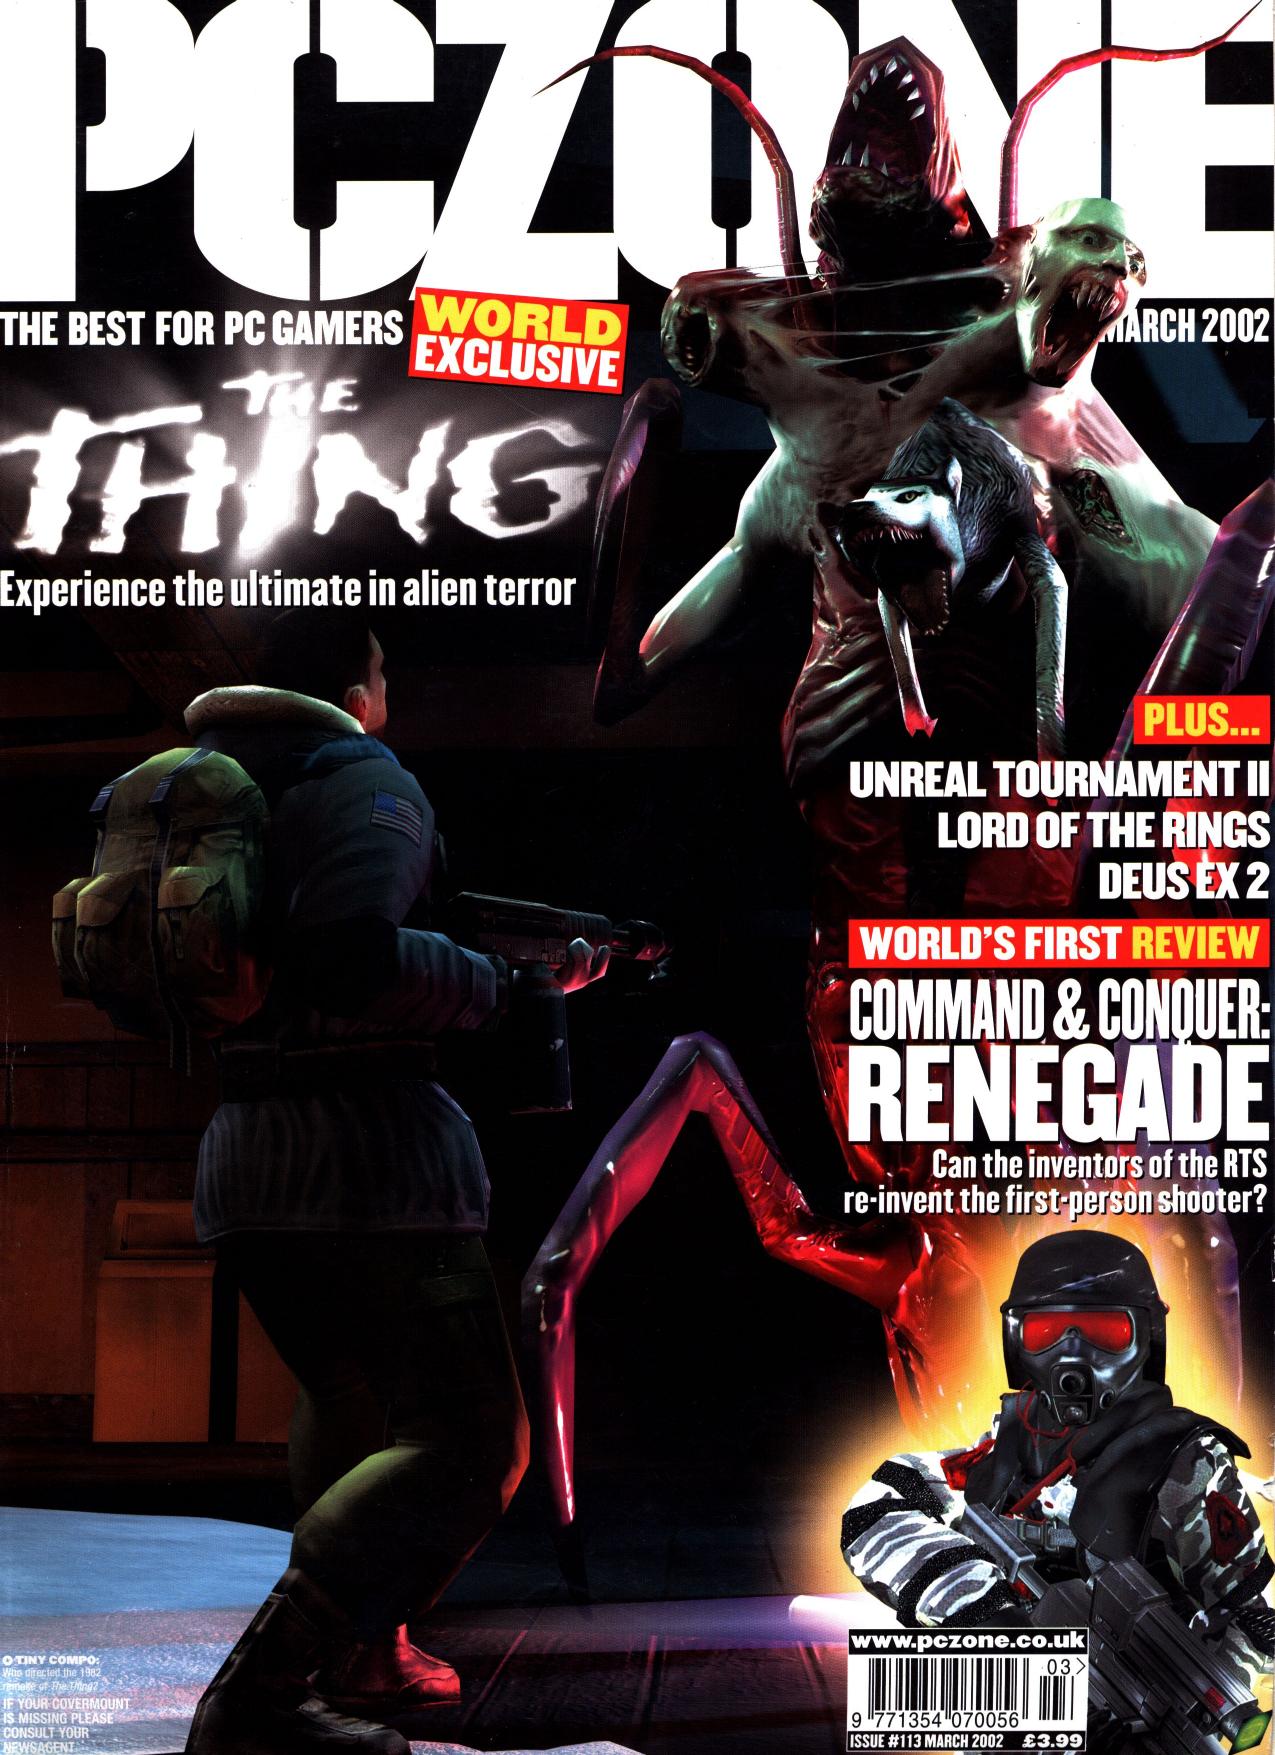 PCZONE
THE BEST FOR PC GAMERS
WORLD
EXCLUSIVE
MARCH 2002
THE
THING
Experience the ultimate in alien terror
PLUS...
UNREAL TOURNAMENT II
LORD OF THE RINGS
DEUS EX 2
WORLD'S FIRST REVIEW
COMMAND & CONQUER:
RENEGADE
Can the inventors of the RTS
re-invent the first-person shooter?
TINY COMPO:
Who directed the 1982
remake of The Thing?
IF YOUR COVERMOUNT
IS MISSING PLEASE
CONSULT YOUR
NEWSAGENT
www.pczone.co.uk
03>
9 771354 070056
ISSUE #113 MARCH 2002 £3.99